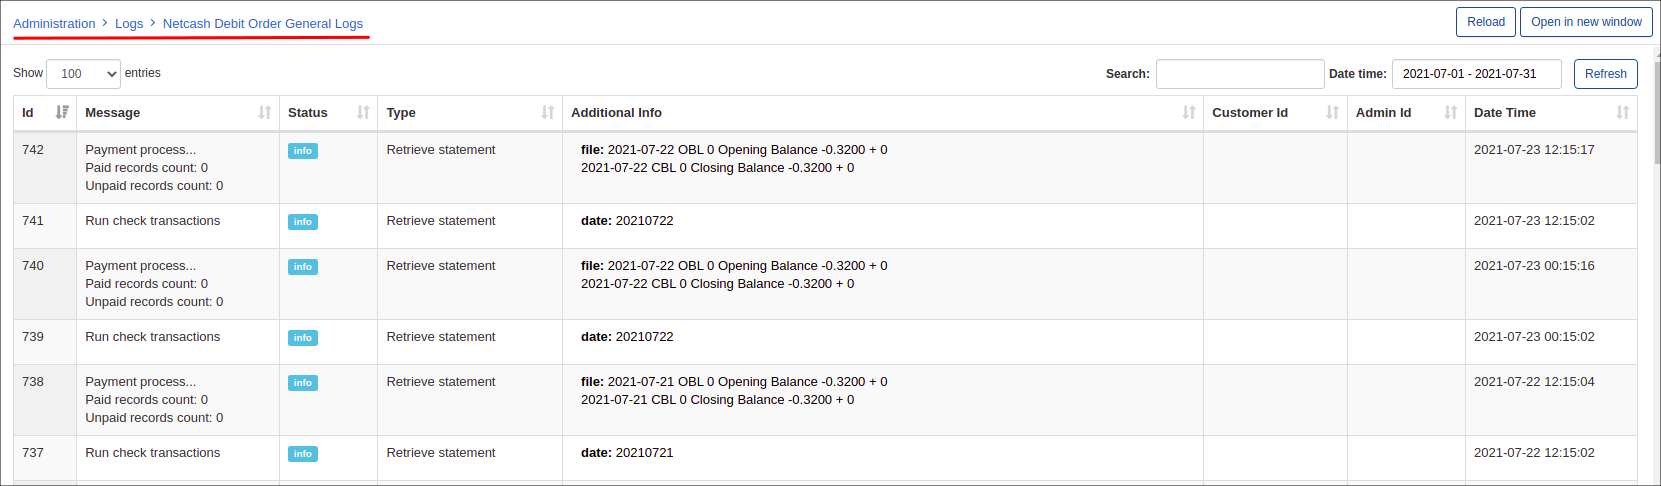 Administration > Logs > Netcash Debit Order General Logs Reload Open in new window
Show 100 entries Search: Date time: 2021-07-01 - 2021-07-31 Refresh
Id Message Status Type Additional Info Customer Id Admin Id Date Time
742 Payment process... info Retrieve statement file: 2021-07-22 OBL 0 Opening Balance -0.3200 + 0 2021-07-23 12:15:17
Paid records count: 0 2021-07-22 CBL 0 Closing Balance -0.3200 + 0
Unpaid records count: 0
741 Run check transactions info Retrieve statement date: 20210722 2021-07-23 12:15:02
740 Payment process... info Retrieve statement file: 2021-07-22 OBL 0 Opening Balance -0.3200 + 0 2021-07-23 00:15:16
Paid records count: 0 2021-07-22 CBL 0 Closing Balance -0.3200 + 0
Unpaid records count: 0
739 Run check transactions info Retrieve statement date: 20210722 2021-07-23 00:15:02
738 Payment process... info Retrieve statement file: 2021-07-21 OBL 0 Opening Balance -0.3200 + 0 2021-07-22 12:15:04
Paid records count: 0 2021-07-21 CBL 0 Closing Balance -0.3200 + 0
Unpaid records count: 0
737 Run check transactions info Retrieve statement date: 20210721 2021-07-22 12:15:02